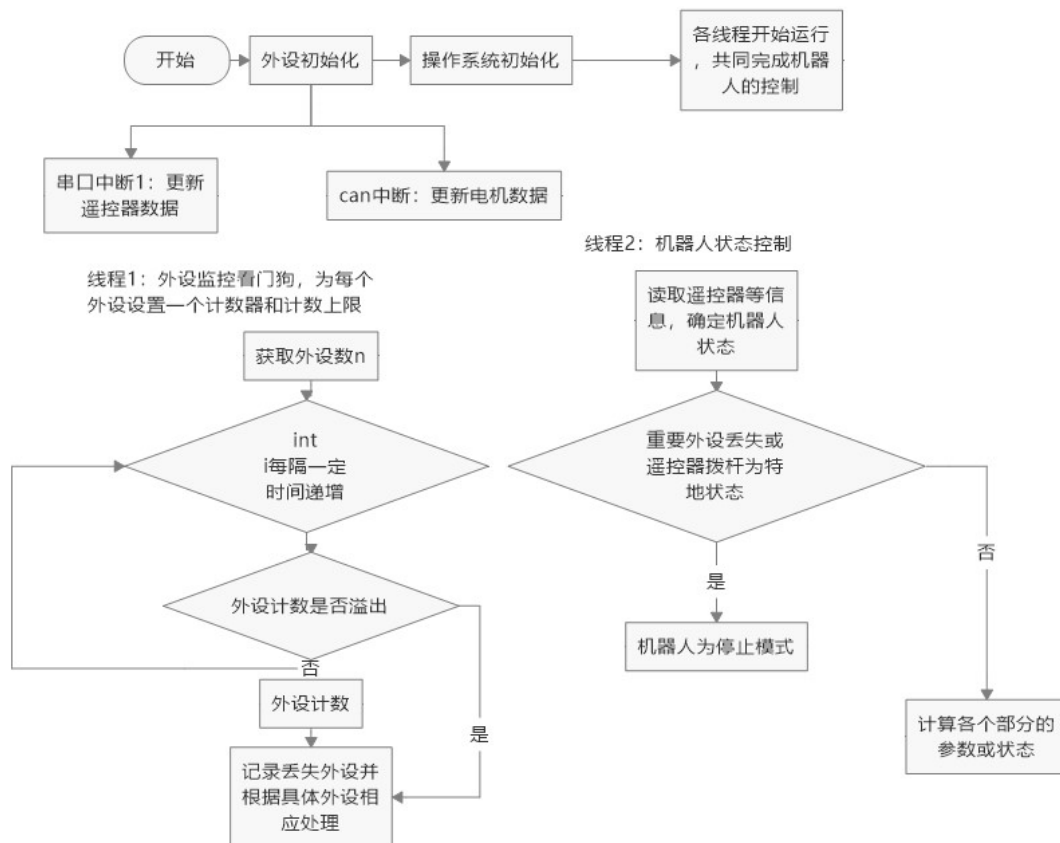 开始
外设初始化
操作系统初始化
各线程开始运行
，共同完成机器
人的控制
串口中断1：更新
遥控器数据
can中断：更新电机数据
线程1：外设监控看门狗，为每个
外设设置一个计数器和计数上限
获取外设数n
int
i每隔一定
时间递增
外设计数是否溢出
否
外设计数
是
记录丢失外设并
根据具体外设相
应处理
线程2：机器人状态控制
读取遥控器等信
息，确定机器人
状态
重要外设丢失或
遥控器拨杆为特
地状态
是
否
机器人为停止模式
计算各个部分的
参数或状态